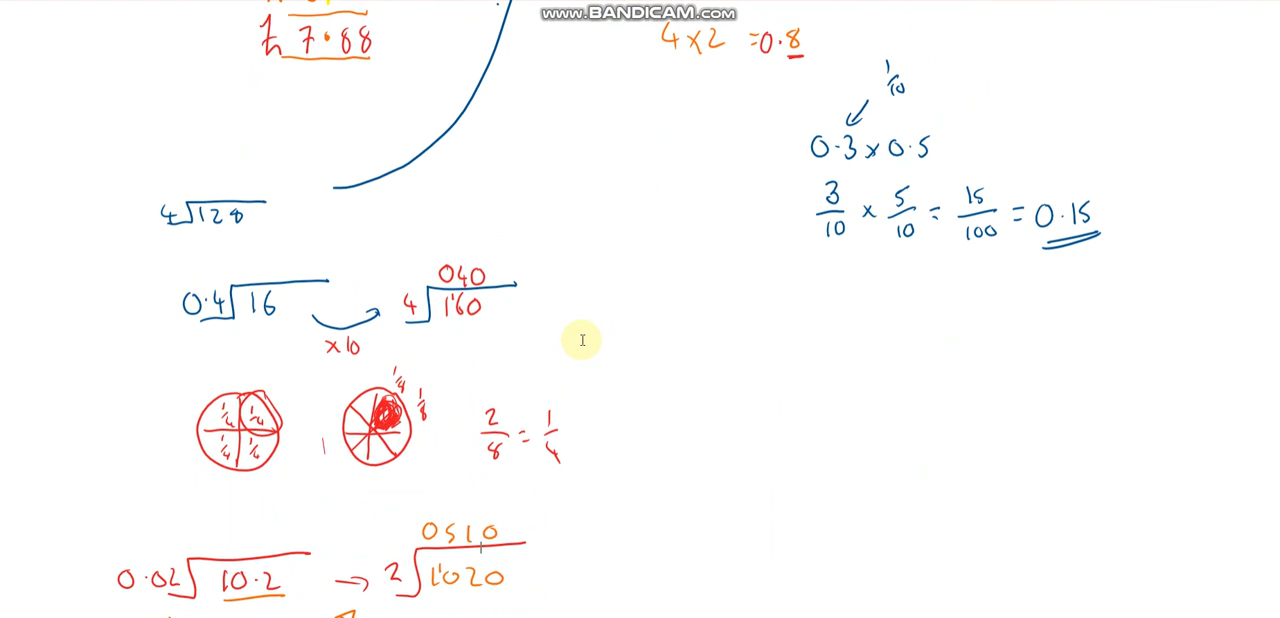 www.BANDICAM.com
£ 7.88
4 x 2 = 0.8
1/10
0.3 x 0.5
3/10 x 5/10 = 15/100 = 0.15
4 128
0.4 16
x 10
040
4 160
1/4 1/4
1/4 1/4
1/4
1/8
2/8 = 1/4
0.02 10.2 →
0510
2 1020